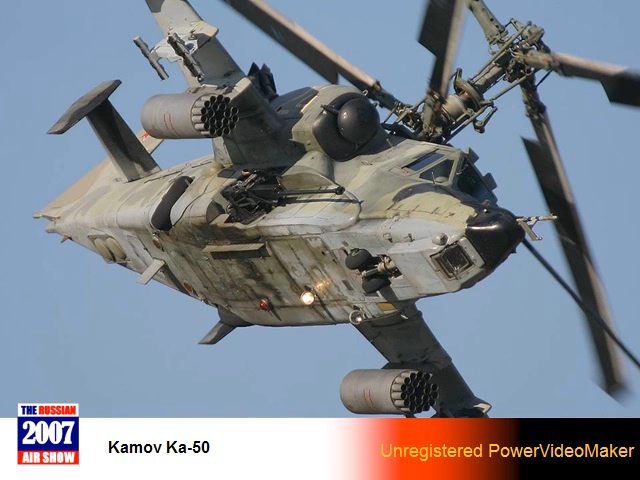 THE RUSSIAN
2007
AIR SHOW
Kamov Ka-50
Unregistered PowerVideoMaker